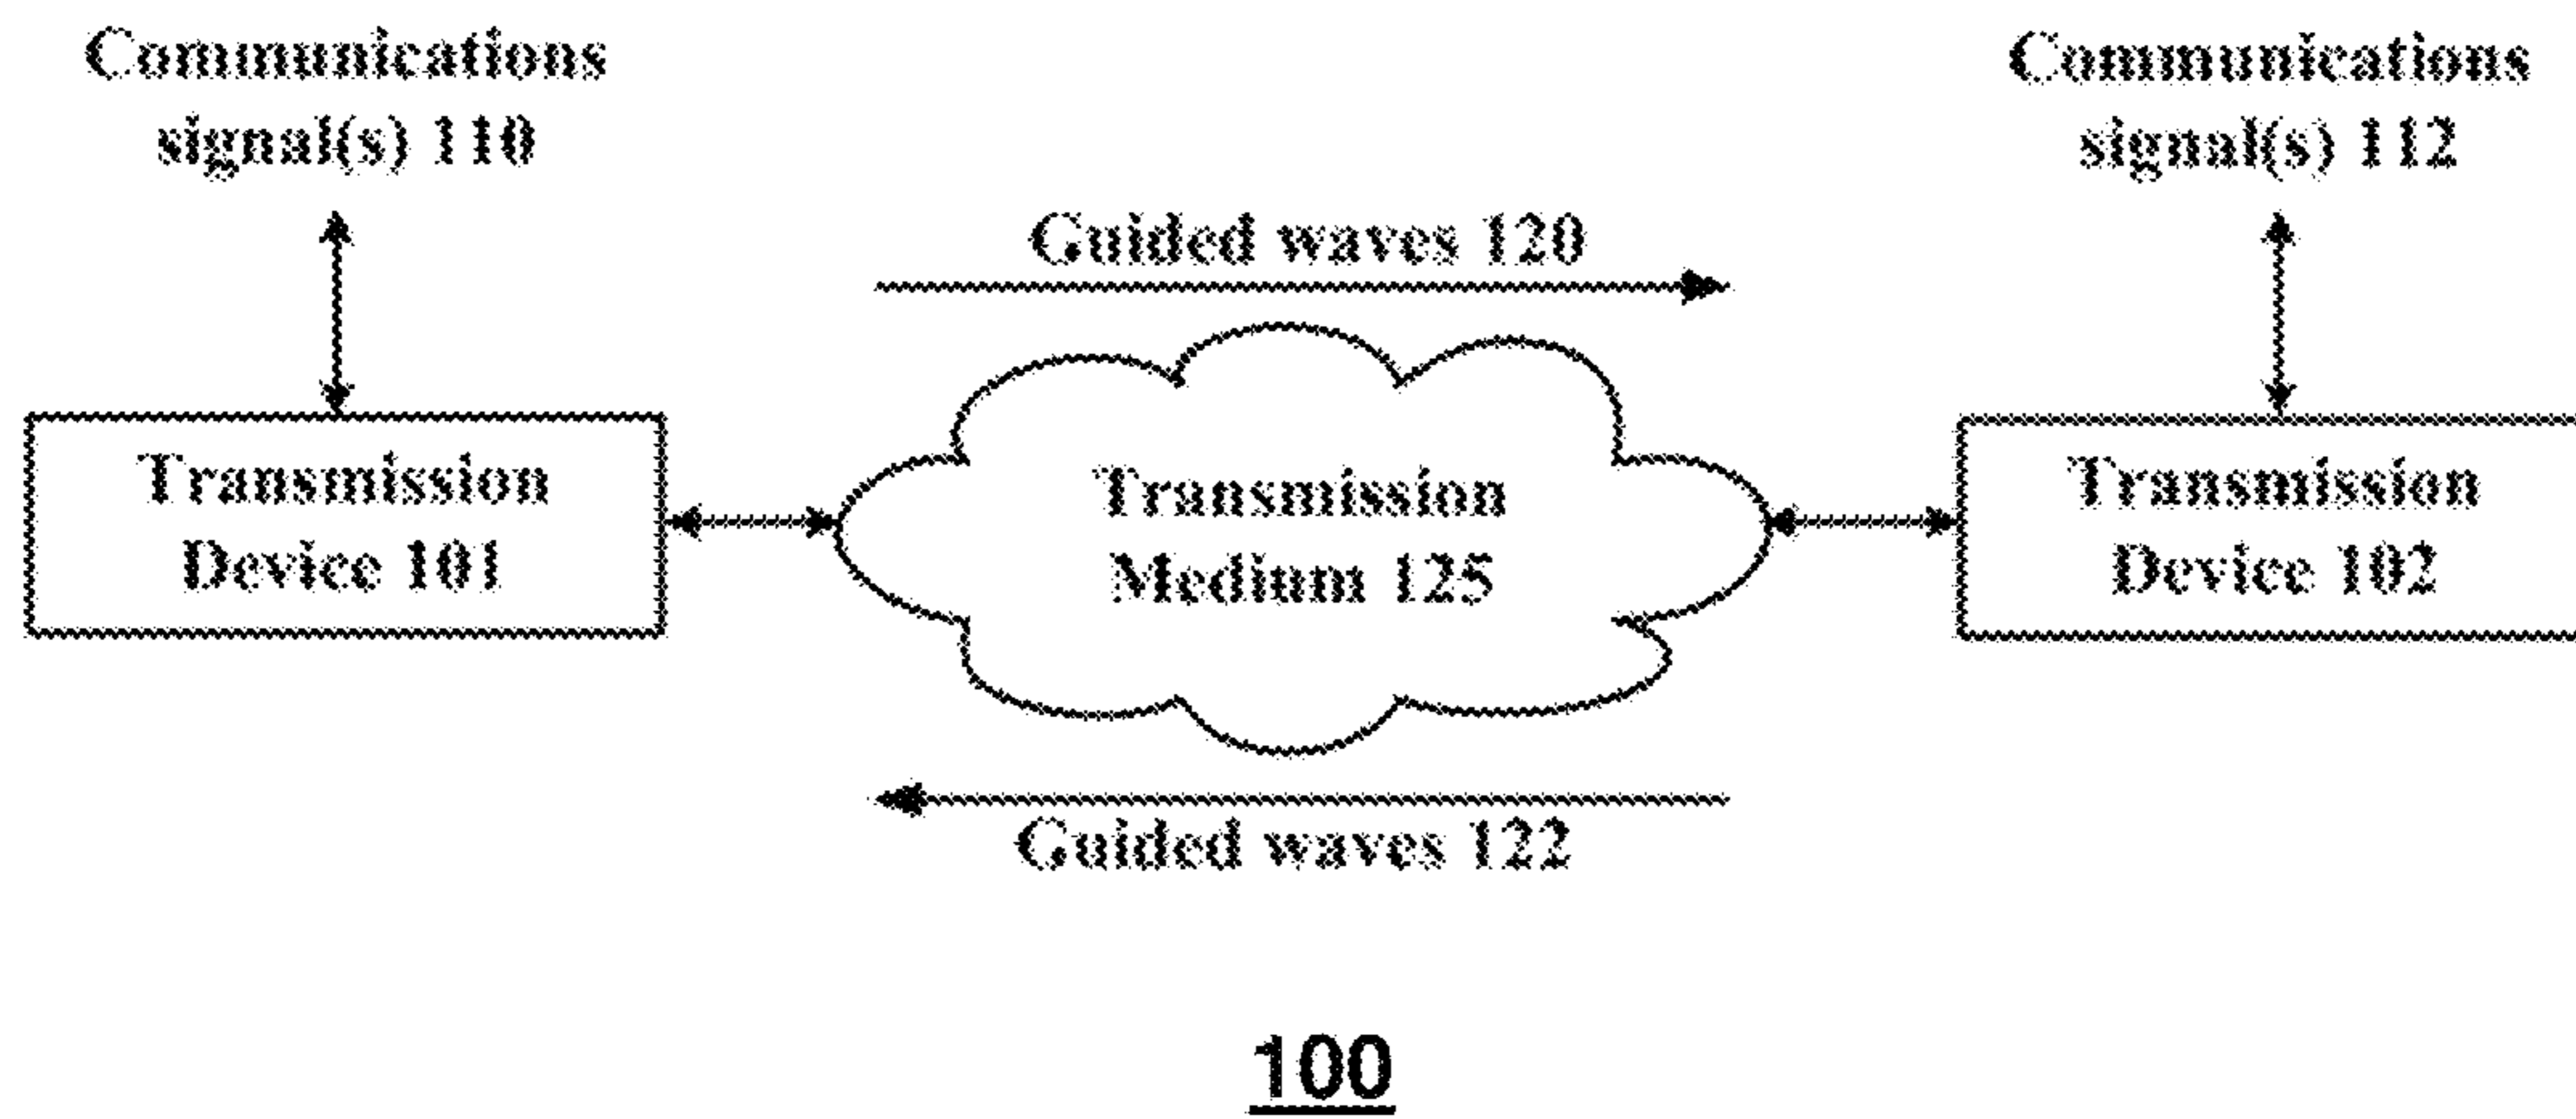 Communications
signal(s) 110
Communications
signal(s) 112
Guided waves 120
Transmission
Device 101
Transmission
Medium 125
Transmission
Device 102
Guided waves 122
100